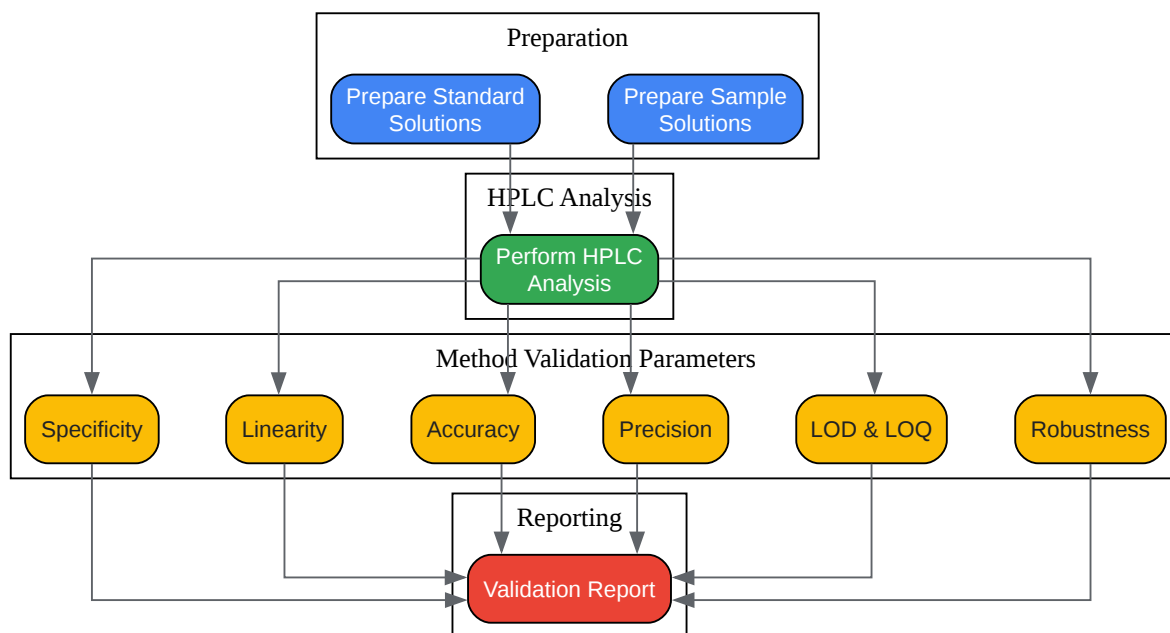 Preparation
Prepare Standard
Solutions
Prepare Sample
Solutions
HPLC Analysis
Perform HPLC
Analysis
Method Validation Parameters
Specificity
Linearity
Accuracy
Precision
LOD & LOQ
Robustness
Reporting
Validation Report